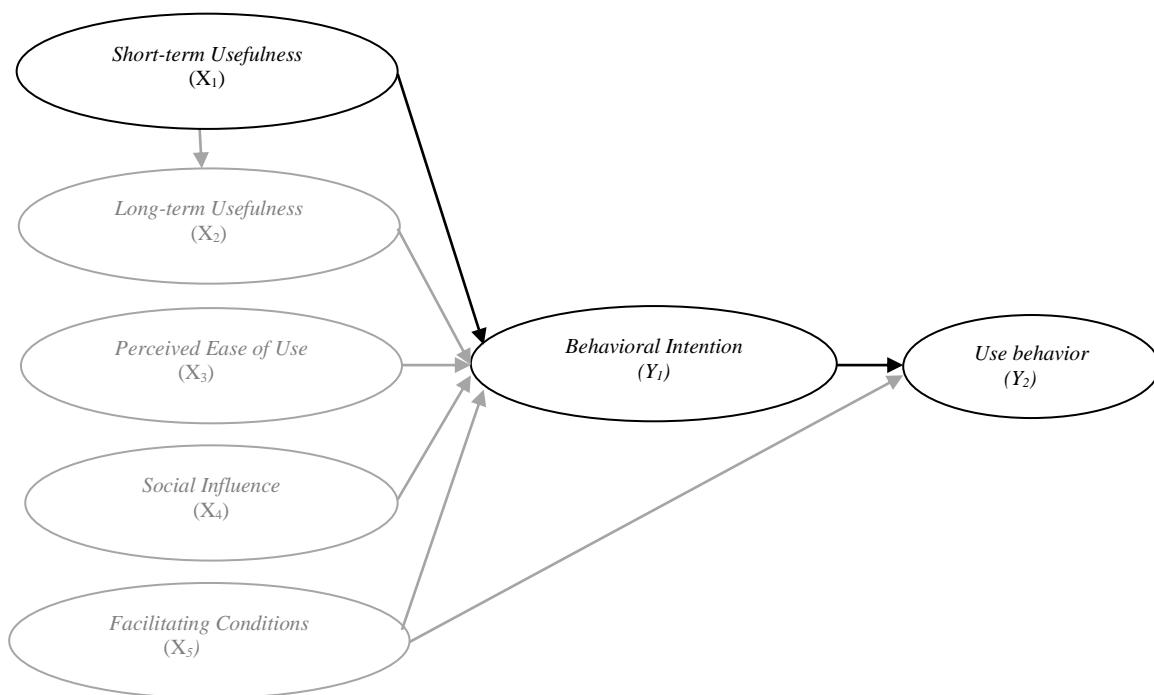 Short-term Usefulness
(X₁)
Long-term Usefulness
(X₂)
Perceived Ease of Use
(X₃)
Social Influence
(X₄)
Facilitating Conditions
(X₅)
Behavioral Intention
(Y₁)
Use behavior
(Y₂)